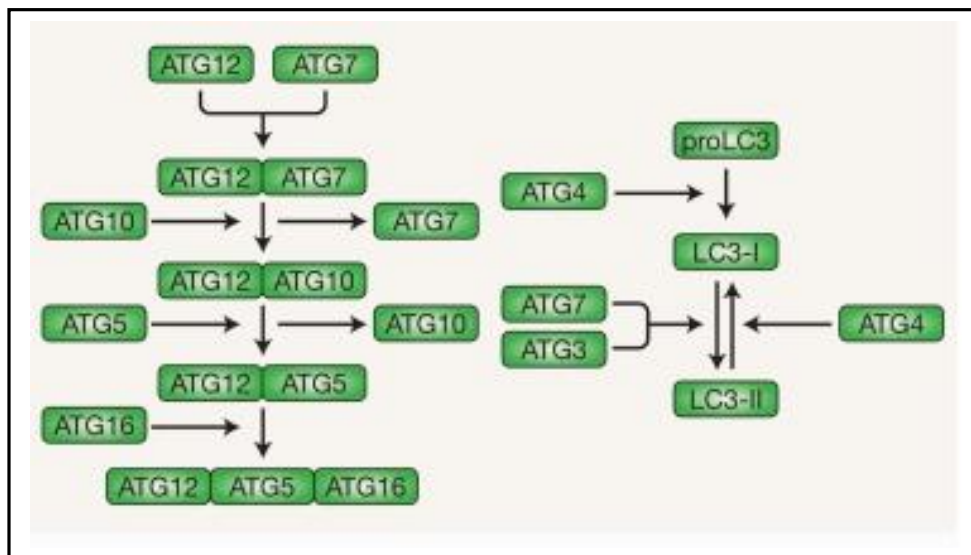 ATG12 ATG7
ATG12 ATG7
ATG10 ATG7
ATG12 ATG10
ATG5 ATG10
ATG12 ATG5
ATG16
ATG12 ATG5 ATG16
proLC3
ATG4
LC3-I
ATG7
ATG3
ATG4
LC3-II